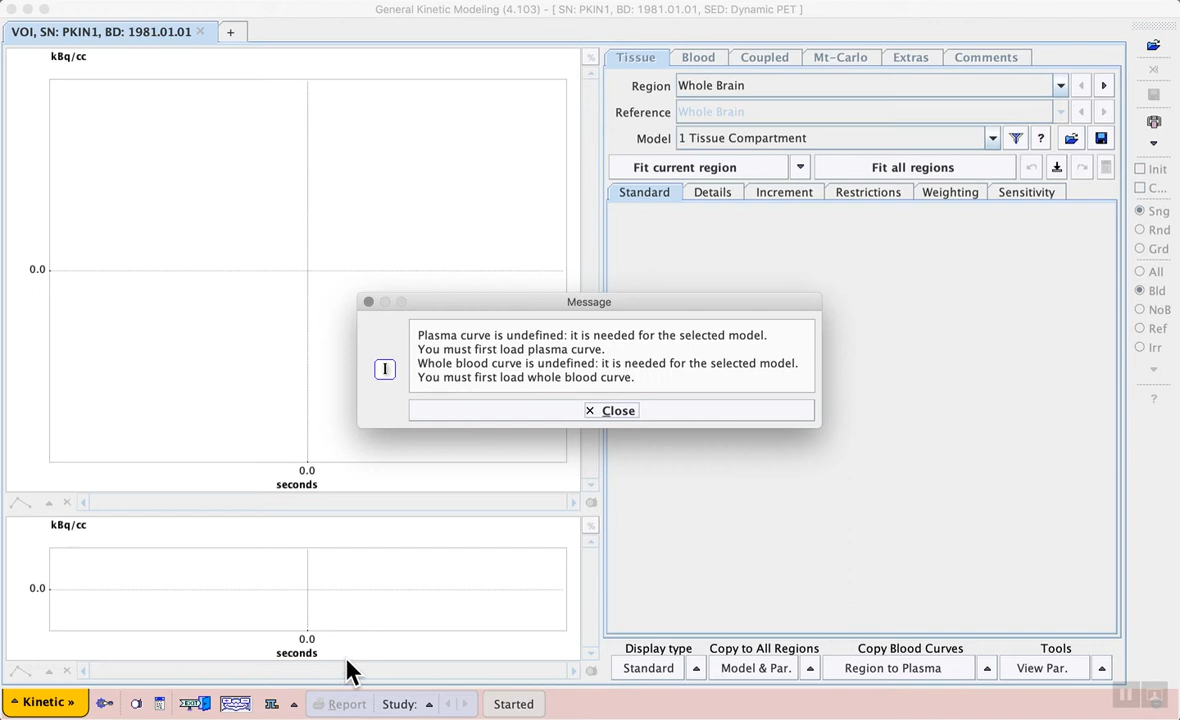 General Kinetic Modeling (4.103) - [ SN: PKIN1, BD: 1981.01.01, SED: Dynamic PET ]
VOI, SN: PKIN1, BD: 1981.01.01
kBq/cc
%
0.0
0.0
seconds
kBq/cc
%
0.0
0.0
seconds
Tissue Blood Coupled Mt-Carlo Extras Comments
Region Whole Brain
Reference Whole Brain
Model 1 Tissue Compartment ?
Fit current region Fit all regions
Standard Details Increment Restrictions Weighting Sensitivity
Message
Plasma curve is undefined: it is needed for the selected model.
You must first load plasma curve.
Whole blood curve is undefined: it is needed for the selected model.
You must first load whole blood curve.
I
Close
Display type Copy to All Regions Copy Blood Curves Tools
Standard Model & Par. Region to Plasma View Par.
Init
C...
Sng
Rnd
Grd
All
Bld
NoB
Ref
Irr
?
Kinetic » Report Study: Started